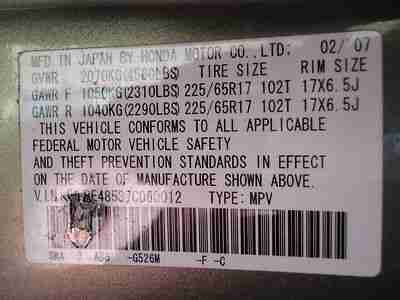 MFD IN JAPAN BY HONDA MOTOR CO., LTD: 02/'07
GVWR 2070KG(4560LBS) TIRE SIZE RIM SIZE
GAWR F 1050KG(2310LBS) 225/65R17 102T 17X6.5J
GAWR R 1040KG(2290LBS) 225/65R17 102T 17X6.5J
THIS VEHICLE CONFORMS TO ALL APPLICABLE
FEDERAL MOTOR VEHICLE SAFETY
AND THEFT PREVENTION STANDARDS IN EFFECT
ON THE DATE OF MANUFACTURE SHOWN ABOVE.
V.I.N. TYPE: MPV
-G526M -F -C